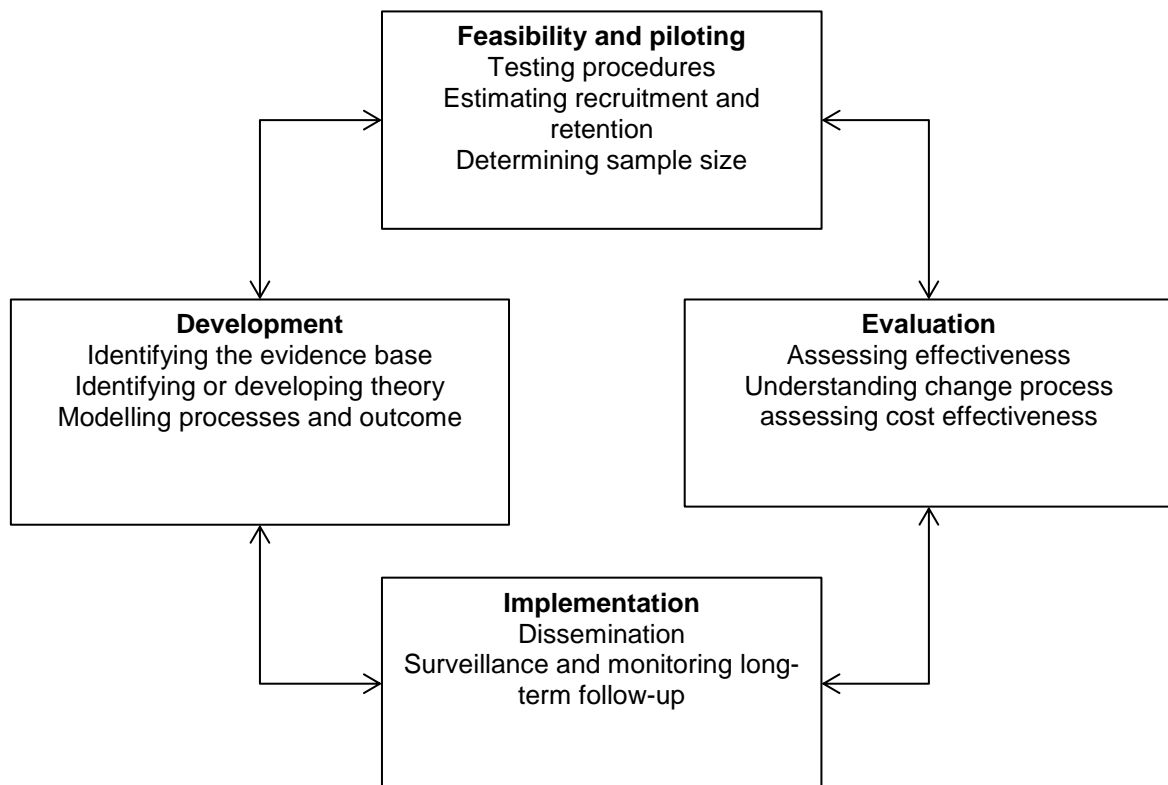 Feasibility and piloting
Testing procedures
Estimating recruitment and
retention
Determining sample size
Development
Identifying the evidence base
Identifying or developing theory
Modelling processes and outcome
Evaluation
Assessing effectiveness
Understanding change process
assessing cost effectiveness
Implementation
Dissemination
Surveillance and monitoring long-
term follow-up